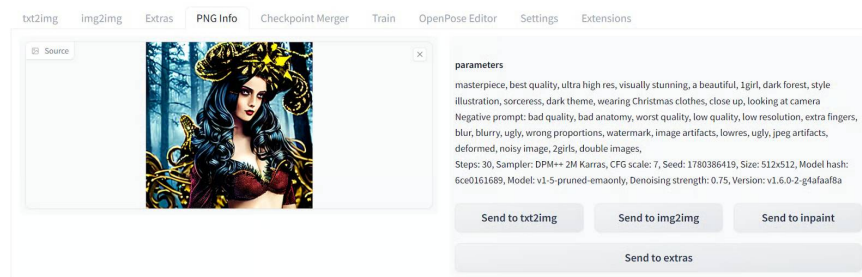 txt2img img2img Extras PNG Info Checkpoint Merger Train OpenPose Editor Settings Extensions
Source
parameters
masterpiece, best quality, ultra high res, visually stunning, a beautiful, 1girl, dark forest, style
illustration, sorceress, dark theme, wearing Christmas clothes, close up, looking at camera
Negative prompt: bad quality, bad anatomy, worst quality, low quality, low resolution, extra fingers,
blur, blurry, ugly, wrong proportions, watermark, image artifacts, lowres, ugly, jpeg artifacts,
deformed, noisy image, 2girls, double images,
Steps: 30, Sampler: DPM++ 2M Karras, CFG scale: 7, Seed: 1780386419, Size: 512x512, Model hash:
6ce0161689, Model: v1-5-pruned-emaonly, Denoising strength: 0.75, Version: v1.6.0-2-g4afaaf8a
Send to txt2img Send to img2img Send to inpaint
Send to extras